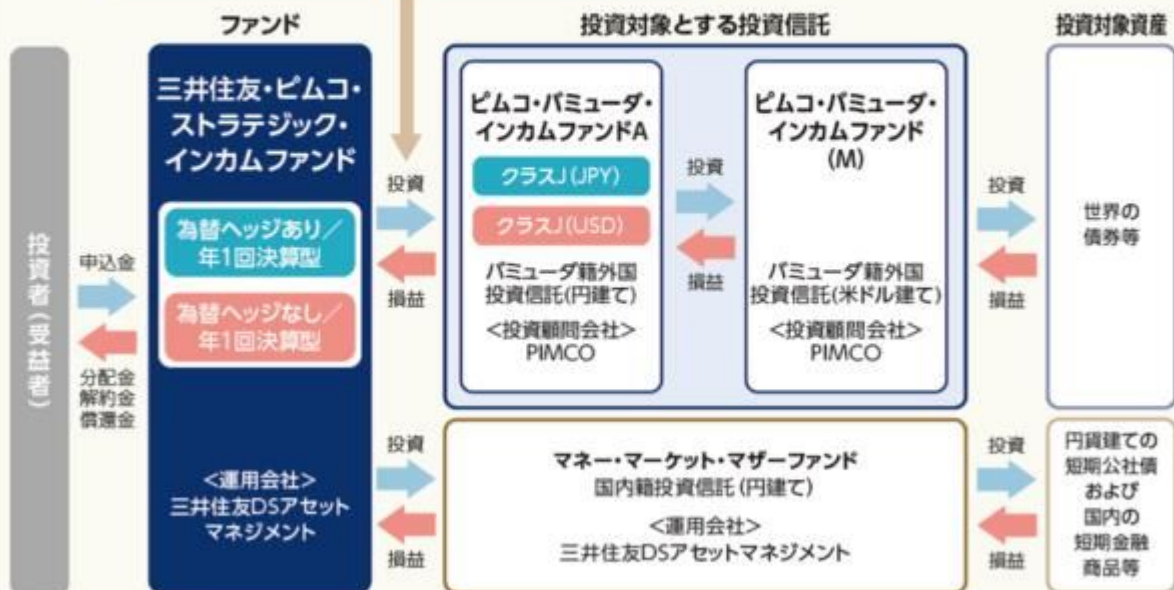 ファンド
投資対象とする投資信託
投資対象資産
投資者(受益者)
申込金
分配金
解約金
償還金
三井住友・ピムコ・
ストラテジック・
インカムファンド
為替ヘッジあり/
年1回決算型
為替ヘッジなし/
年1回決算型
<運用会社>
三井住友DSアセット
マネジメント
投資
損益
ピムコ・バミューダ・
インカムファンドA
クラスJ(JPY)
クラスJ(USD)
バミューダ籍外国
投資信託(円建て)
<投資顧問会社>
PIMCO
投資
損益
ピムコ・バミューダ・
インカムファンド
(M)
バミューダ籍外国
投資信託(米ドル建て)
<投資顧問会社>
PIMCO
投資
損益
世界の
債券等
投資
損益
マネー・マーケット・マザーファンド
国内籍投資信託(円建て)
<運用会社>
三井住友DSアセットマネジメント
投資
損益
円貨建ての
短期公社債
および
国内の
短期金融
商品等